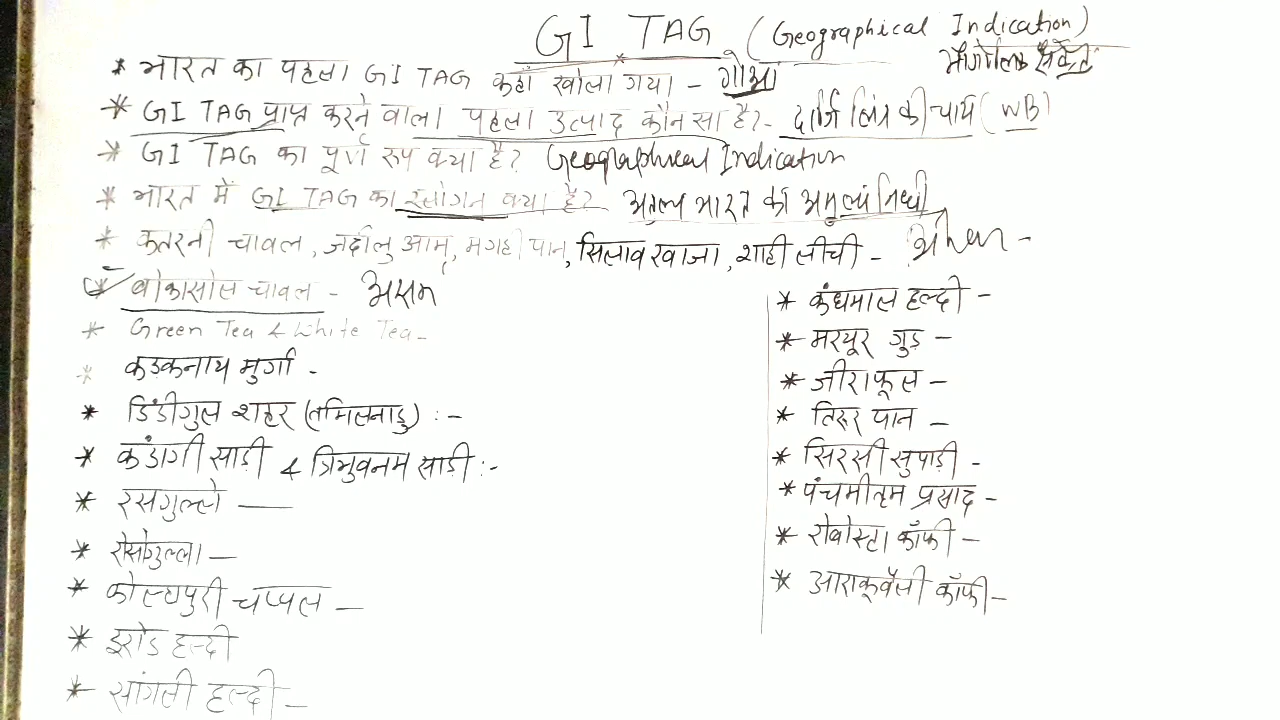 GI TAG (Geographical Indication)
भौगोलिक संकेत
* भारत का पहला GI TAG कहाँ खोला गया - गोआ
* GI TAG प्राप्त करने वाला पहला उत्पाद कौन सा है?- दार्जिलिंग की चाय (WB)
* GI TAG का पूर्ण रूप क्या है? Geographical Indication
* भारत में GI TAG का स्लोगन क्या है? अतुल्य भारत की अमूल्य निधी
* कतरनी चावल, जर्दालु आम, मगही पान, सिलाव खाजा, शाही लीची -
* बोकासोल चावल - असम
* Green Tea & White Tea -
* कड़कनाथ मुर्गा -
* डिंडीगुल शहर (तमिलनाडु) :-
* कंडांगी साड़ी & त्रिभुवनम साड़ी :-
* रसगुल्ले —
* रोसोगुल्ला —
* कोल्हापुरी चप्पल —
* इरोड हल्दी
* सांगली हल्दी —
* कंधमाल हल्दी -
* मरयूर गुड़ -
* जीराफूल -
* तिरुर पान -
* सिरसी सुपाड़ी -
* पंचमीतृम प्रसाद -
* रोबोस्टा कॉफी -
* आराकूवैली कॉफी -